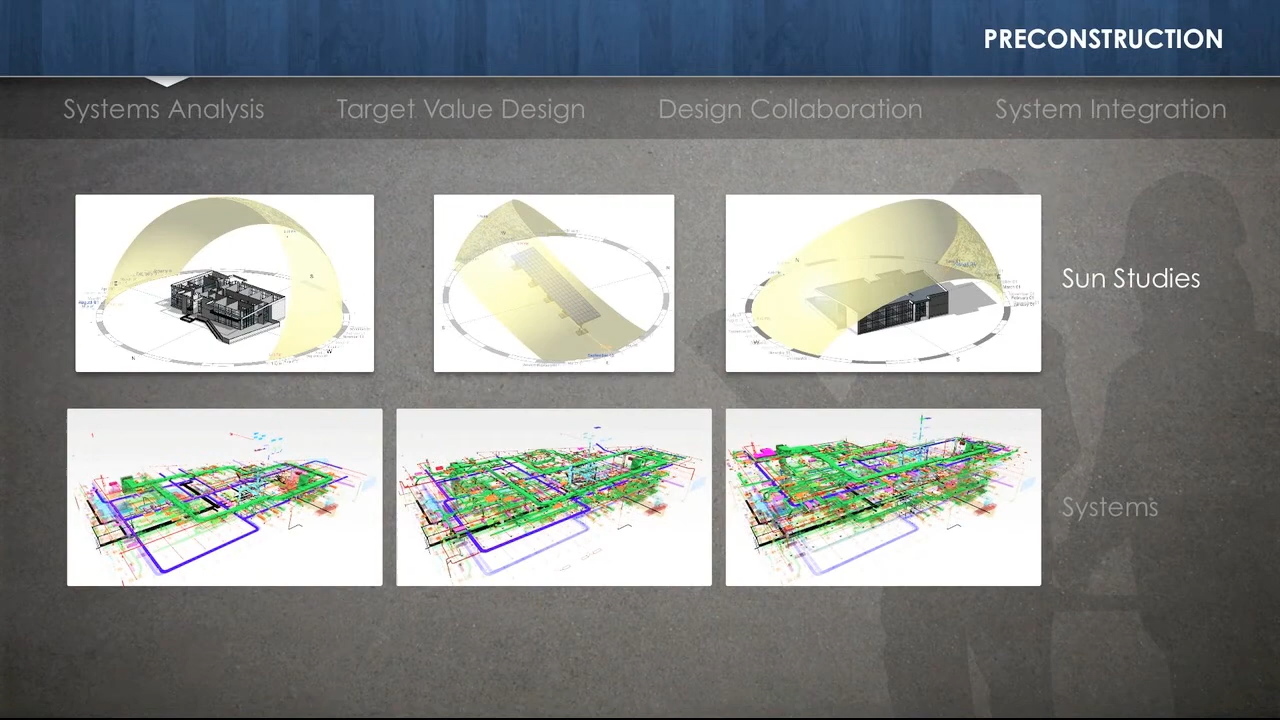 PRECONSTRUCTION
Systems Analysis
Target Value Design
Design Collaboration
System Integration
Sun Studies
Systems